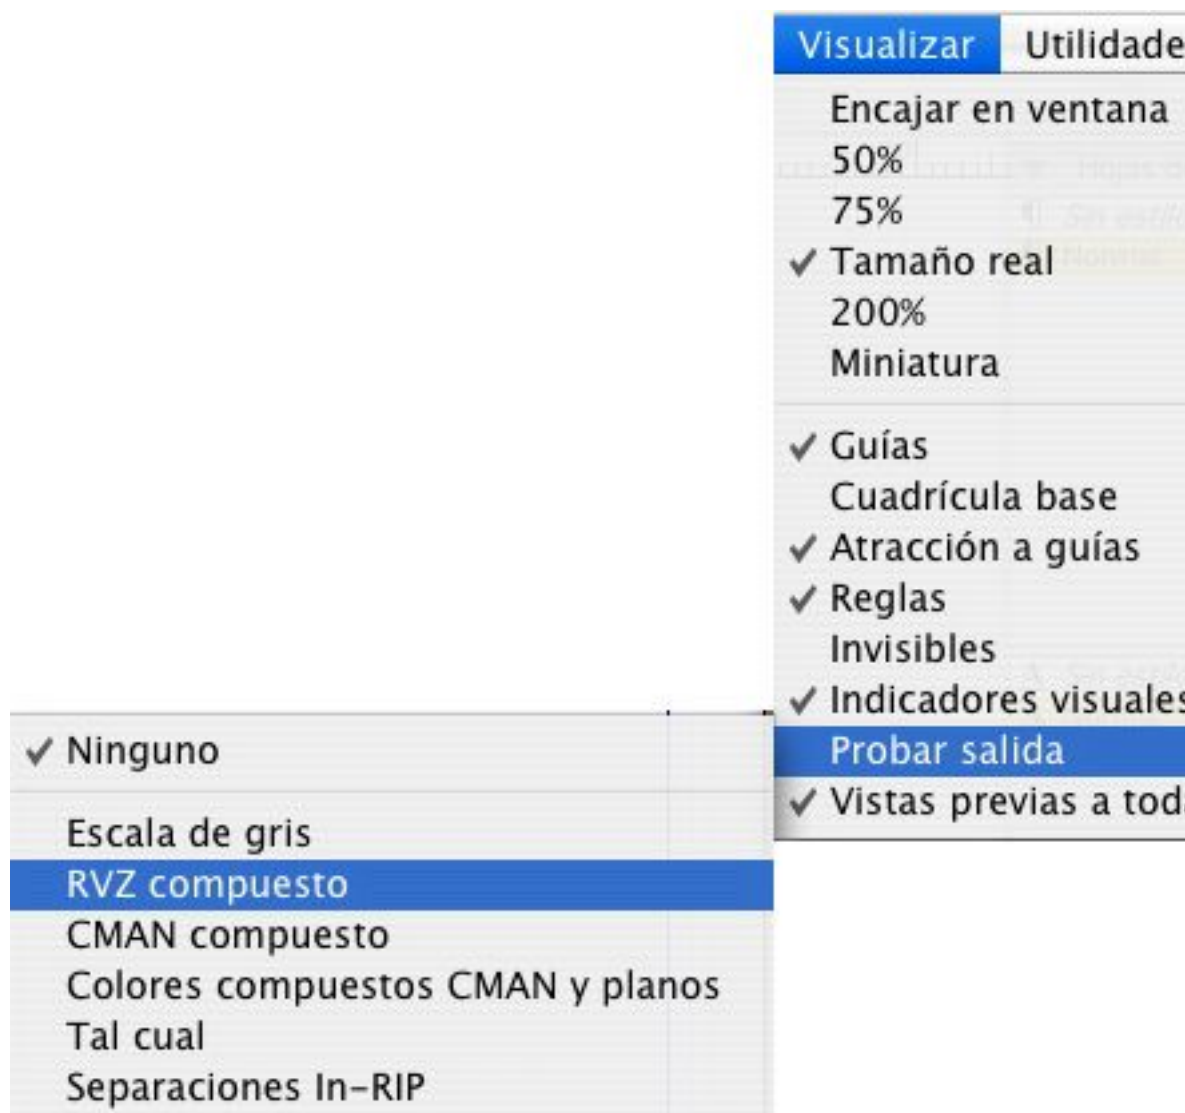 Visualizar Utilidade
Encajar en ventana
50%
75%
Tamaño real
200%
Miniatura
Guías
Cuadrícula base
Atracción a guías
Reglas
Invisibles
Indicadores visuales
Probar salida
Vistas previas a toda
Ninguno
Escala de gris
RVZ compuesto
CMAN compuesto
Colores compuestos CMAN y planos
Tal cual
Separaciones In-RIP